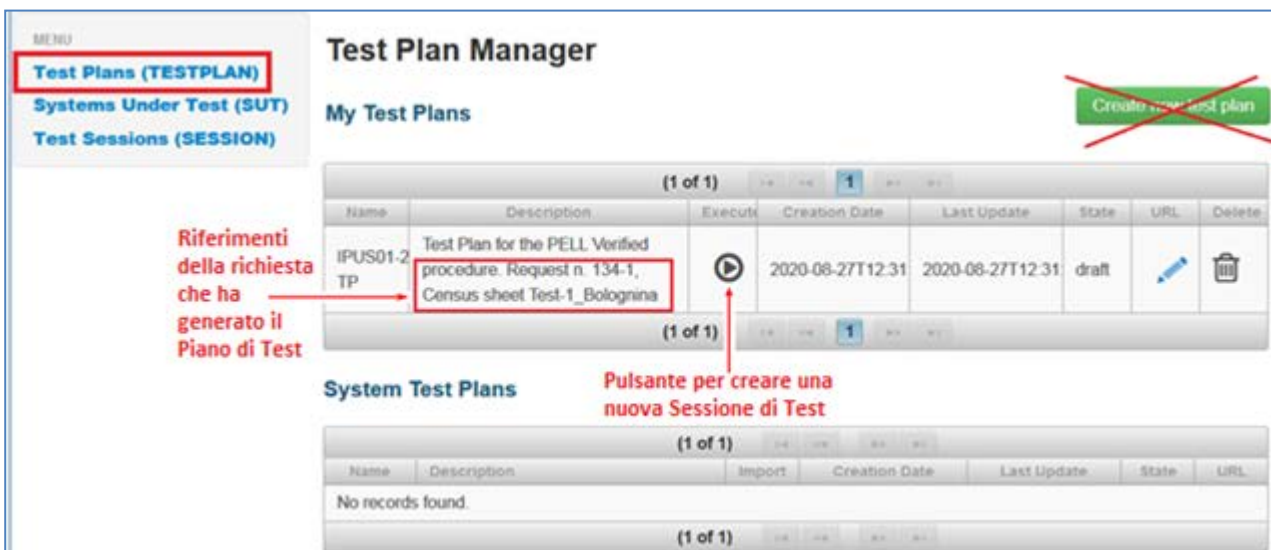 MENU
Test Plans (TESTPLAN)
Systems Under Test (SUT)
Test Sessions (SESSION)
Test Plan Manager
My Test Plans
Create new test plan
(1 of 1) 1
Name Description Execute Creation Date Last Update State URL Delete
IPUS01-2
TP
Test Plan for the PELL Verified
procedure. Request n. 134-1,
Census sheet Test-1_Bolognina
2020-08-27T12:31 2020-08-27T12:31 draft
(1 of 1) 1
Riferimenti
della richiesta
che ha
generato il
Piano di Test
Pulsante per creare una
nuova Sessione di Test
System Test Plans
(1 of 1)
Name Description Import Creation Date Last Update State URL
No records found.
(1 of 1)